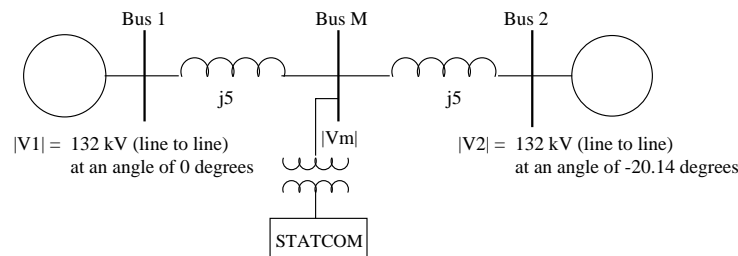 Bus 1
Bus M
Bus 2
j5
j5
|V1| = 132 kV (line to line)
at an angle of 0 degrees
|Vm|
|V2| = 132 kV (line to line)
at an angle of -20.14 degrees
STATCOM